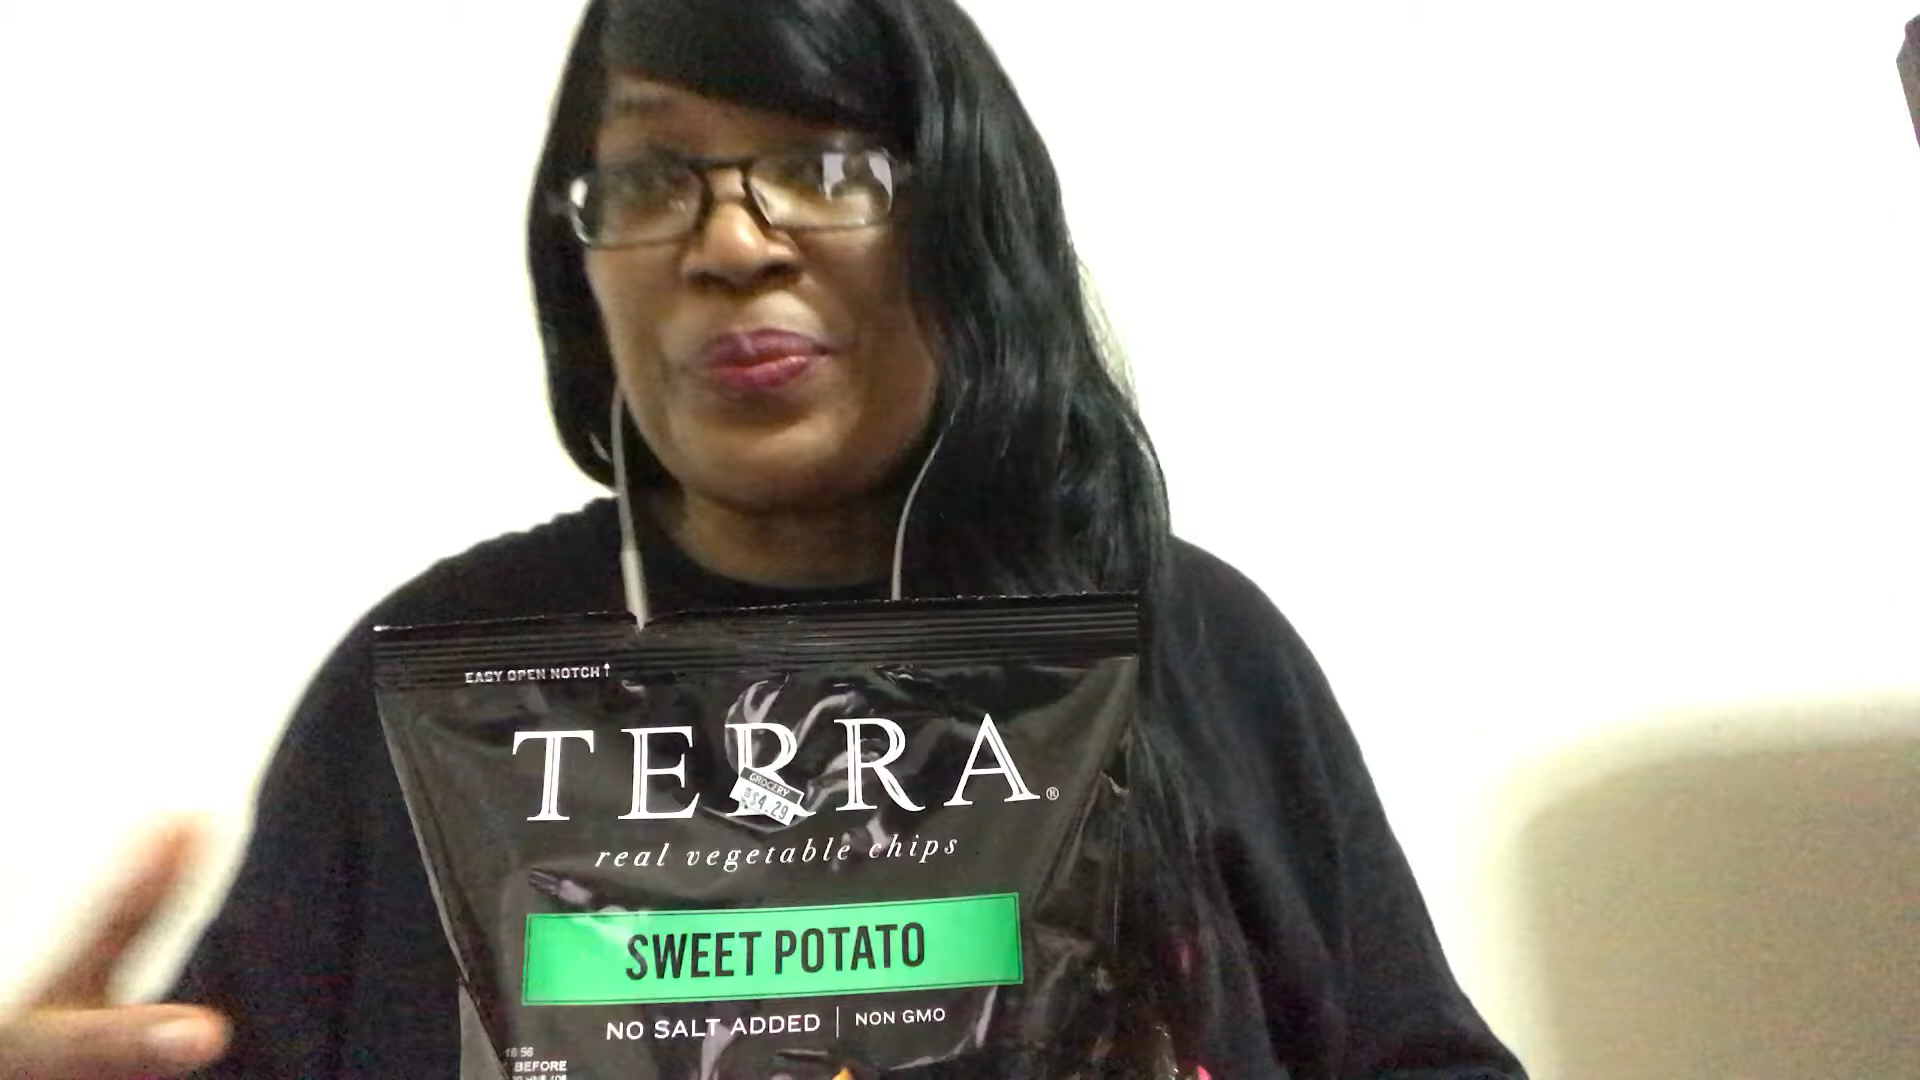 EASY OPEN NOTCH
TERRA®
GROCERY
$4.29
real vegetable chips
SWEET POTATO
NO SALT ADDED | NON GMO
BEFORE